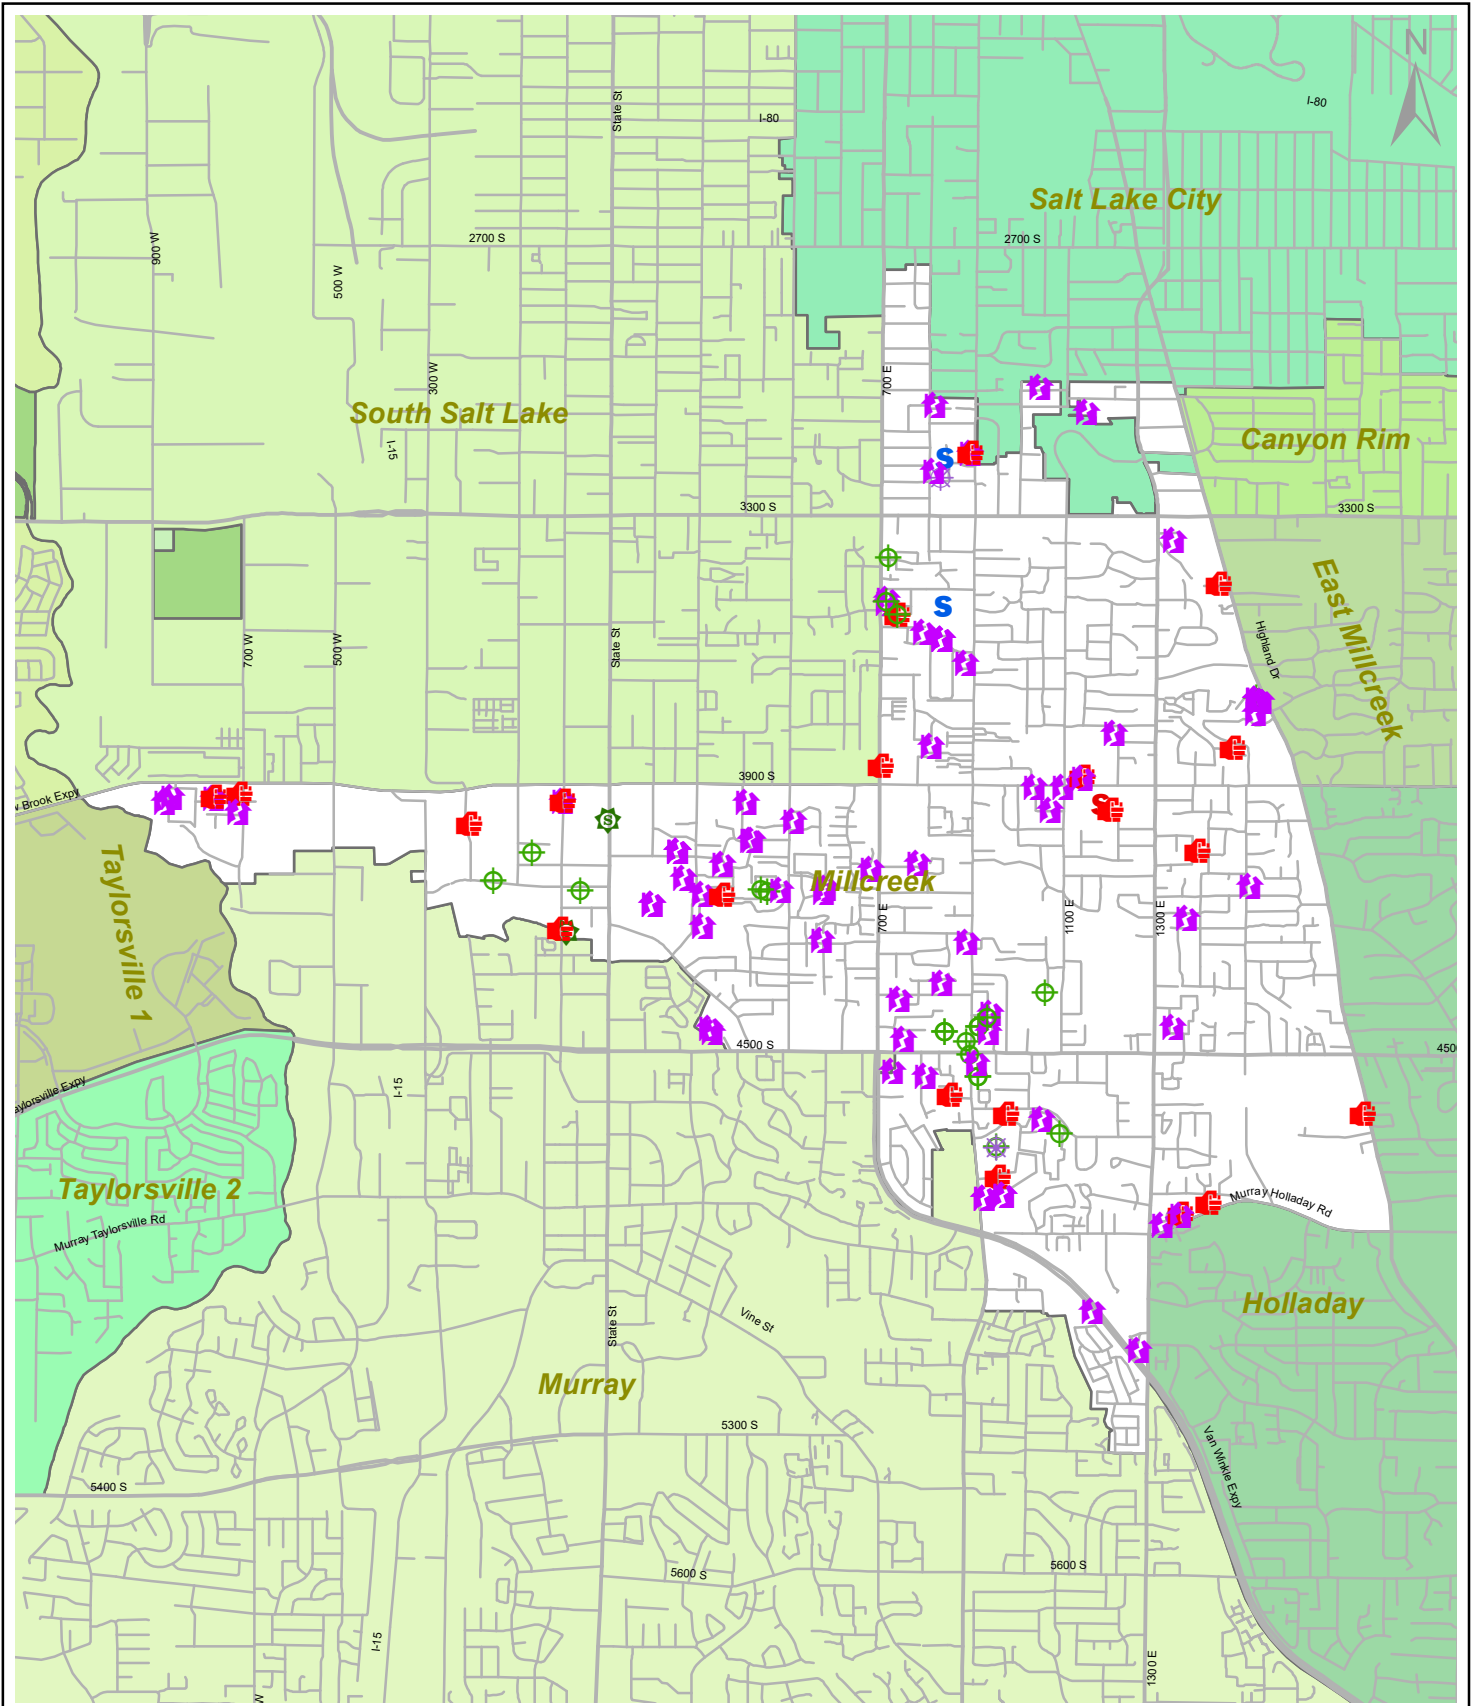 N
I-80
State St
I-80
Salt Lake City
900 W
2700 S
2700 S
500 W
300 W
700 E
South Salt Lake
I-15
Canyon Rim
S
3300 S
3300 S
East Millcreek
S
700 W
500 W
State St
Highland Dr
3900 S
w Brook Expy
S
S
Taylorsville 1
Millcreek
700 E
1100 E
1300 E
4500 S
4500
I-15
aylorsville Expy
Taylorsville 2
Murray Taylorsville Rd
Murray Holladay Rd
Holladay
State St
Vine St
Murray
5300 S
Van Winkle Expy
5400 S
5600 S
5600 S
I-15
1300 E
W